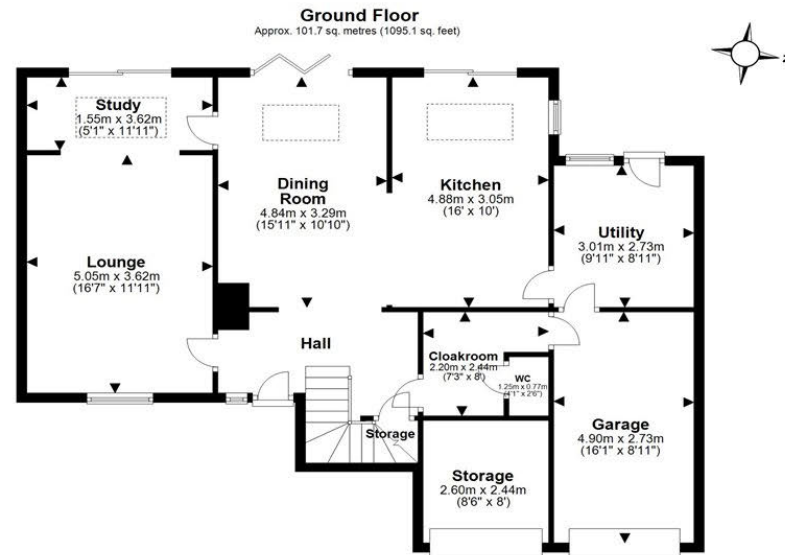 Ground Floor
Approx. 101.7 sq. metres (1095.1 sq. feet)
Study
1.55m x 3.62m
(5'1" x 11'11")
Dining
Room
4.84m x 3.29m
(15'11" x 10'10")
Kitchen
4.88m x 3.05m
(16' x 10')
Utility
3.01m x 2.73m
(9'11" x 8'11")
Lounge
5.05m x 3.62m
(16'7" x 11'11")
Hall
Cloakroom
2.20m x 2.44m
(7'3" x 8')
WC
1.25m x 0.77m
(4'1" x 2'6")
Storage
Garage
4.90m x 2.73m
(16'1" x 8'11")
Storage
2.60m x 2.44m
(8'6" x 8')